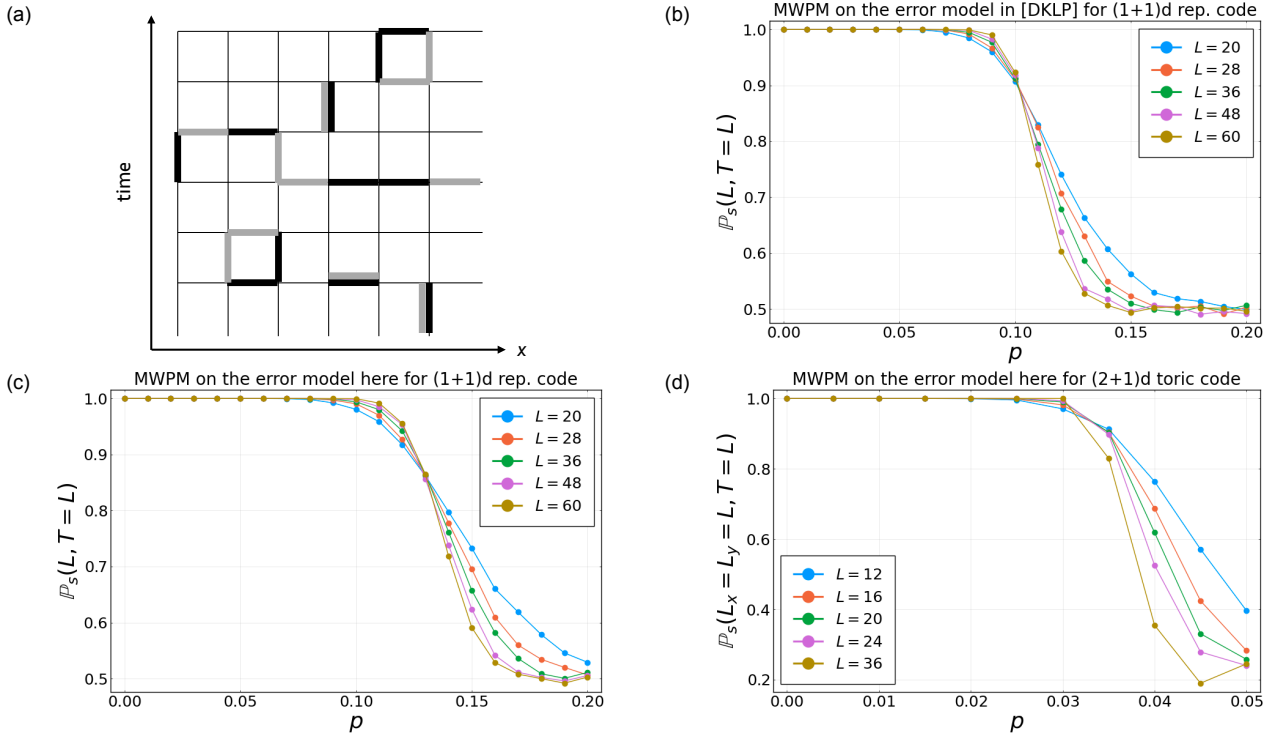 (a)
time
x
(b)
MWPM on the error model in [DKLP] for (1+1)d rep. code
ℙ_s(L, T = L)
1.0
0.9
0.8
0.7
0.6
0.5
0.00
0.05
0.10
0.15
0.20
p
L = 20
L = 28
L = 36
L = 48
L = 60
(c)
MWPM on the error model here for (1+1)d rep. code
ℙ_s(L, T = L)
1.0
0.9
0.8
0.7
0.6
0.5
0.00
0.05
0.10
0.15
0.20
p
L = 20
L = 28
L = 36
L = 48
L = 60
(d)
MWPM on the error model here for (2+1)d toric code
ℙ_s(L_x = L_y = L, T = L)
1.0
0.8
0.6
0.4
0.2
0.00
0.01
0.02
0.03
0.04
0.05
p
L = 12
L = 16
L = 20
L = 24
L = 36